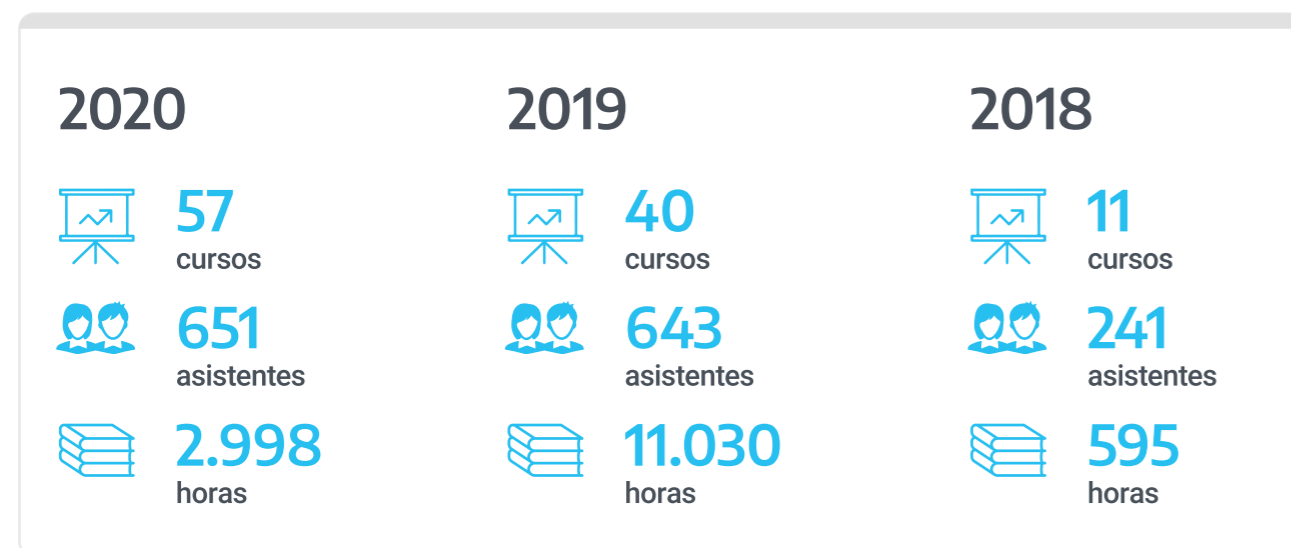 2020
57
cursos
651
asistentes
2.998
horas
2019
40
cursos
643
asistentes
11.030
horas
2018
11
cursos
241
asistentes
595
horas